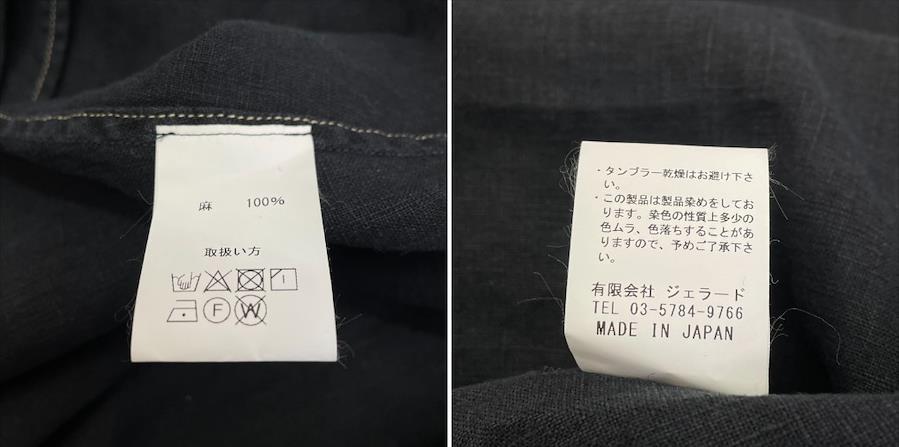 麻 100%
取扱い方
F W
・タンブラー乾燥はお避け下さ
い。
・この製品は製品染めをしてお
ります。染色の性質上多少の
色ムラ、色落ちすることがあ
りますので、予めご了承下さ
い。
有限会社 ジェラード
TEL 03-5784-9766
MADE IN JAPAN